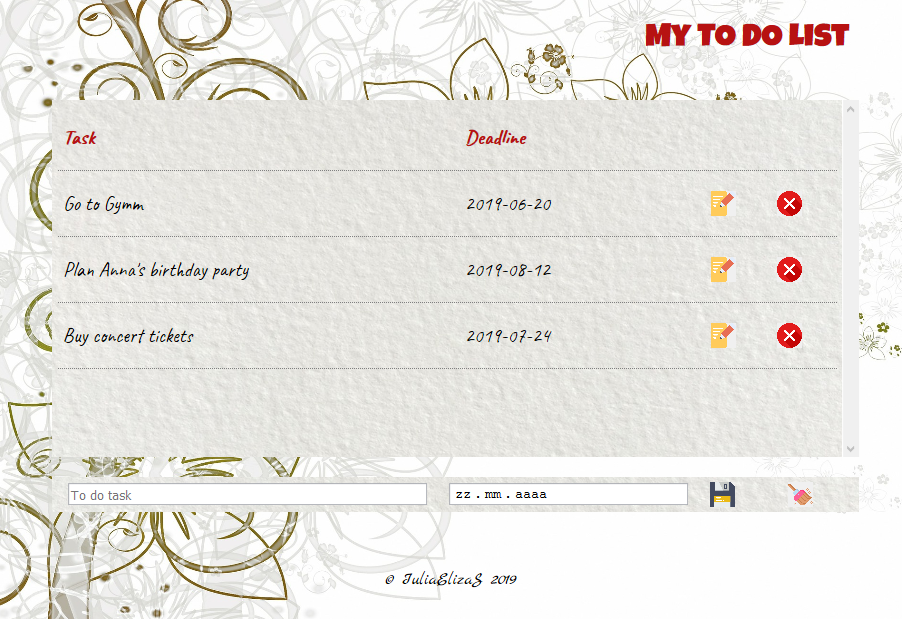 MY TO DO LIST
Task Deadline
Go to Gymm 2019-06-20
Plan Anna's birthday party 2019-08-12
Buy concert tickets 2019-07-24
To do task zz.mm.aaaa
© IuliaElizaS 2019